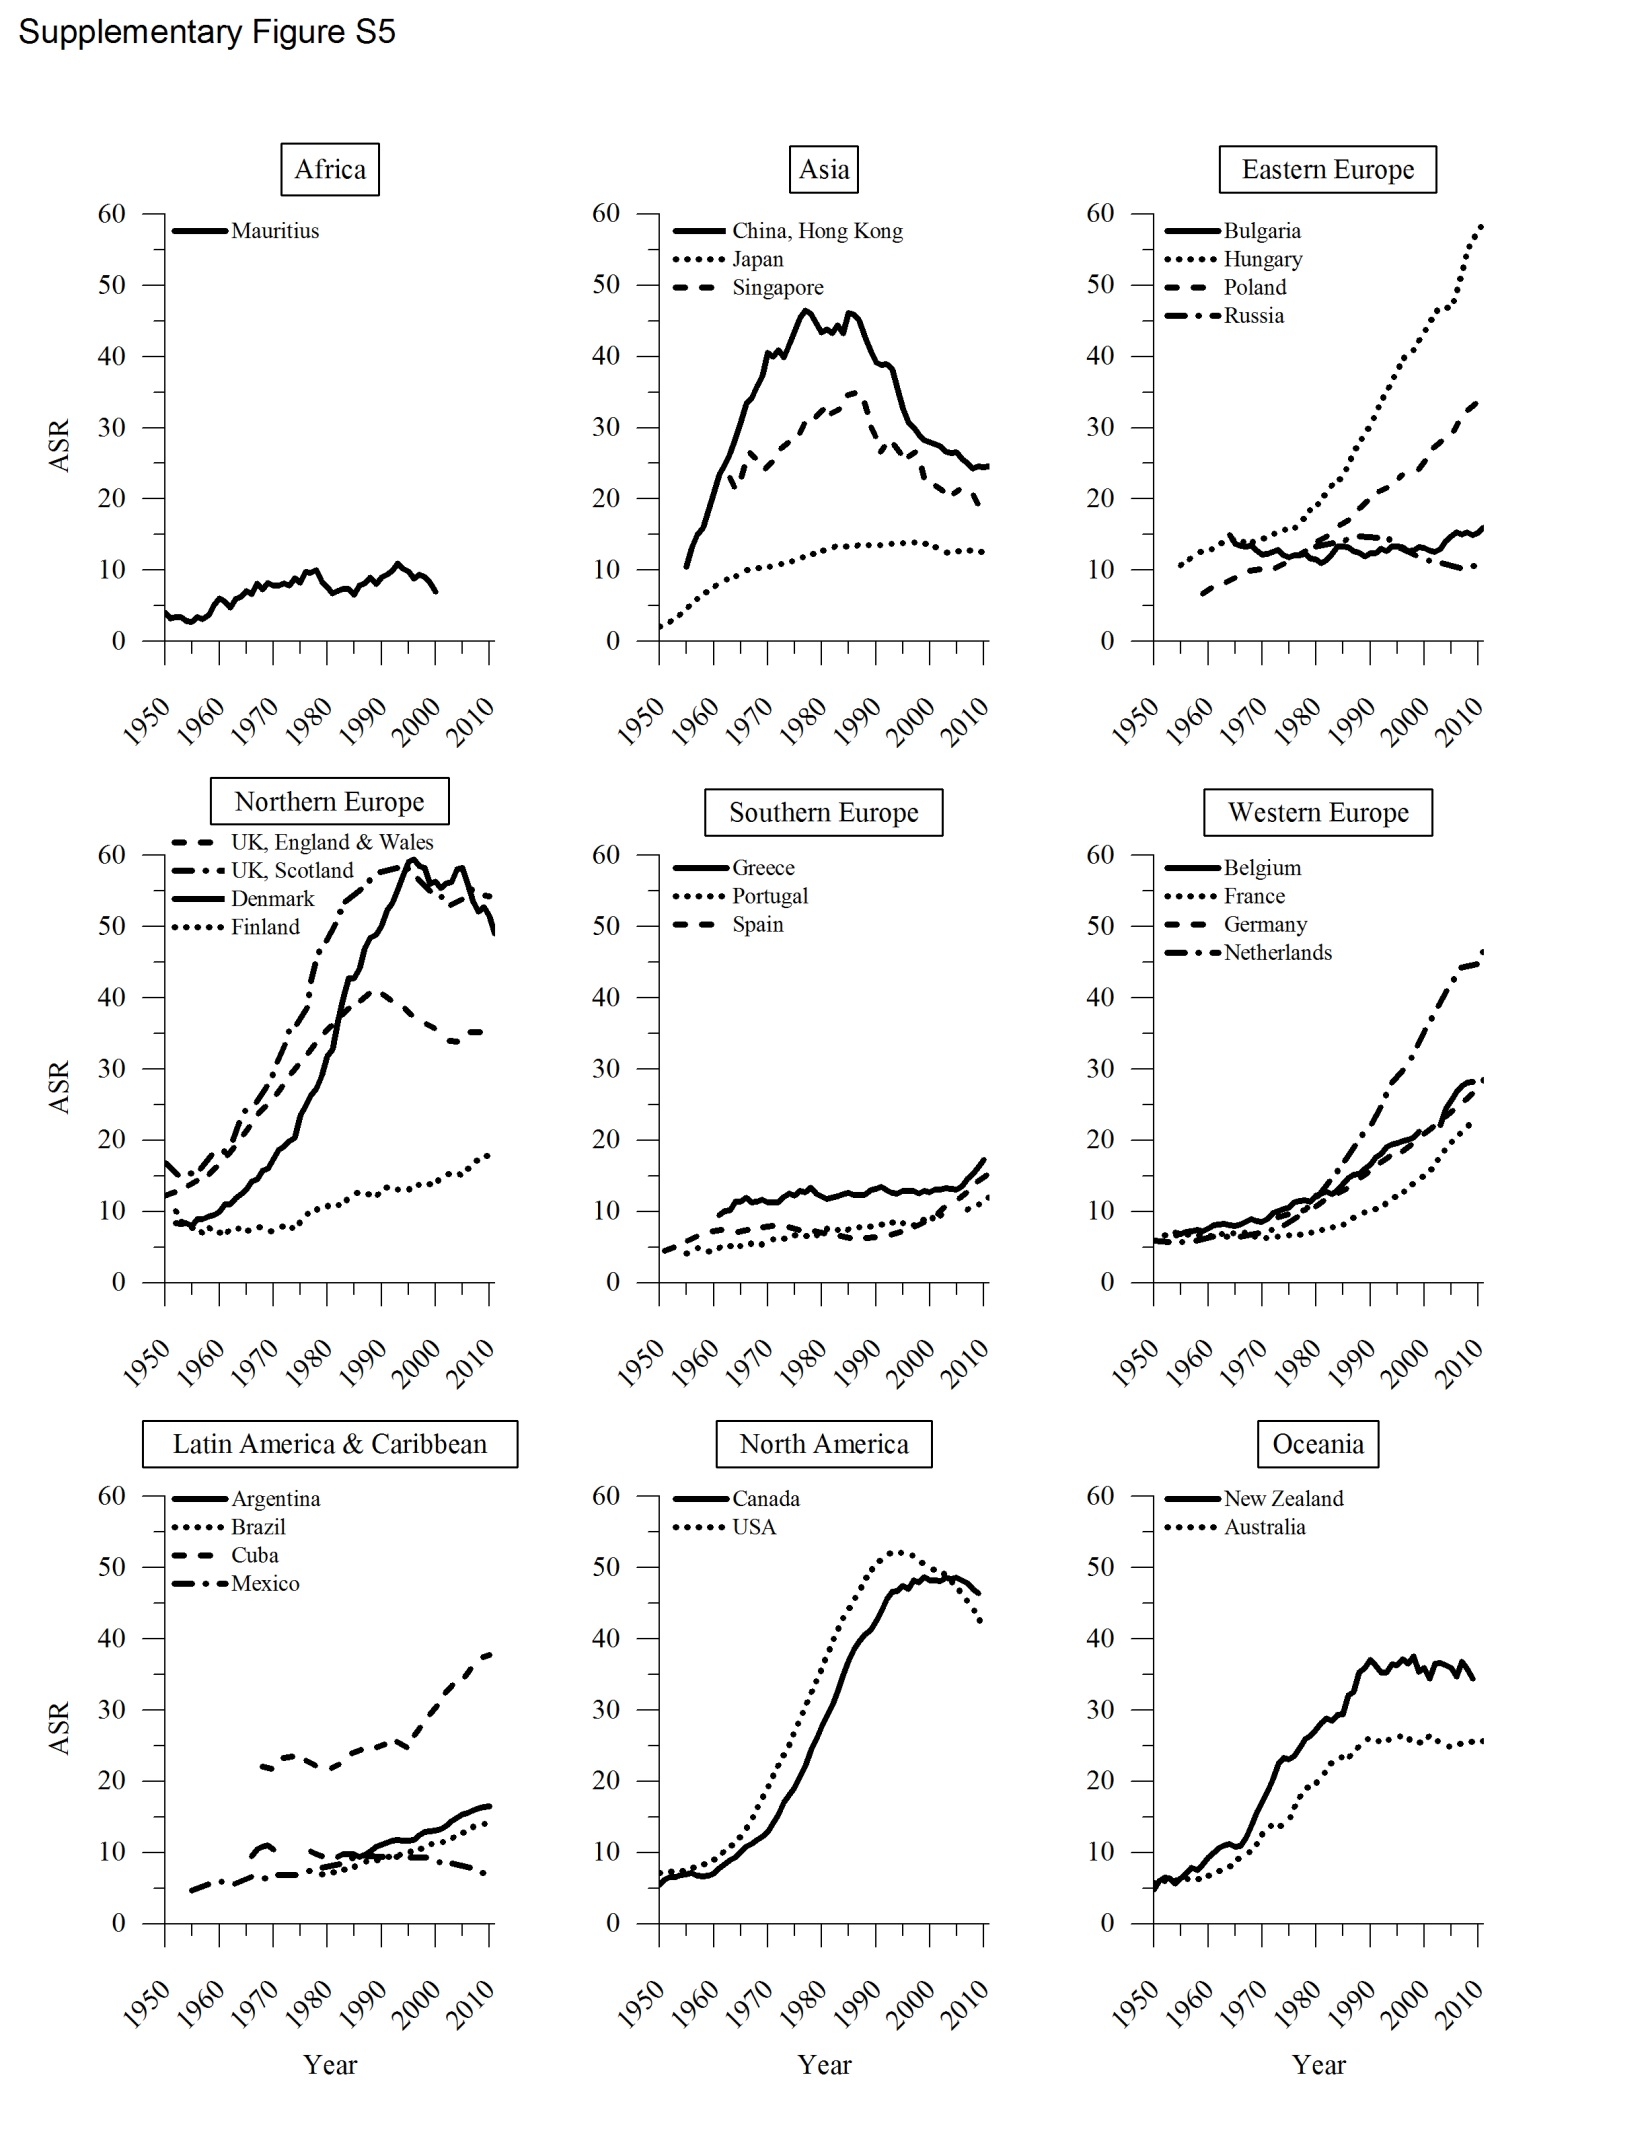 Supplementary Figure S5
Africa
60
50
40
30
20
10
0
ASR
Mauritius
1950
1960
1970
1980
1990
2000
2010
Asia
60
50
40
30
20
10
0
China, Hong Kong
Japan
Singapore
1950
1960
1970
1980
1990
2000
2010
Eastern Europe
60
50
40
30
20
10
0
Bulgaria
Hungary
Poland
Russia
1950
1960
1970
1980
1990
2000
2010
Northern Europe
60
50
40
30
20
10
0
ASR
UK, England & Wales
UK, Scotland
Denmark
Finland
1950
1960
1970
1980
1990
2000
2010
Southern Europe
60
50
40
30
20
10
0
Greece
Portugal
Spain
1950
1960
1970
1980
1990
2000
2010
Western Europe
60
50
40
30
20
10
0
Belgium
France
Germany
Netherlands
1950
1960
1970
1980
1990
2000
2010
Latin America & Caribbean
60
50
40
30
20
10
0
ASR
Argentina
Brazil
Cuba
Mexico
1950
1960
1970
1980
1990
2000
2010
Year
North America
60
50
40
30
20
10
0
Canada
USA
1950
1960
1970
1980
1990
2000
2010
Year
Oceania
60
50
40
30
20
10
0
New Zealand
Australia
1950
1960
1970
1980
1990
2000
2010
Year